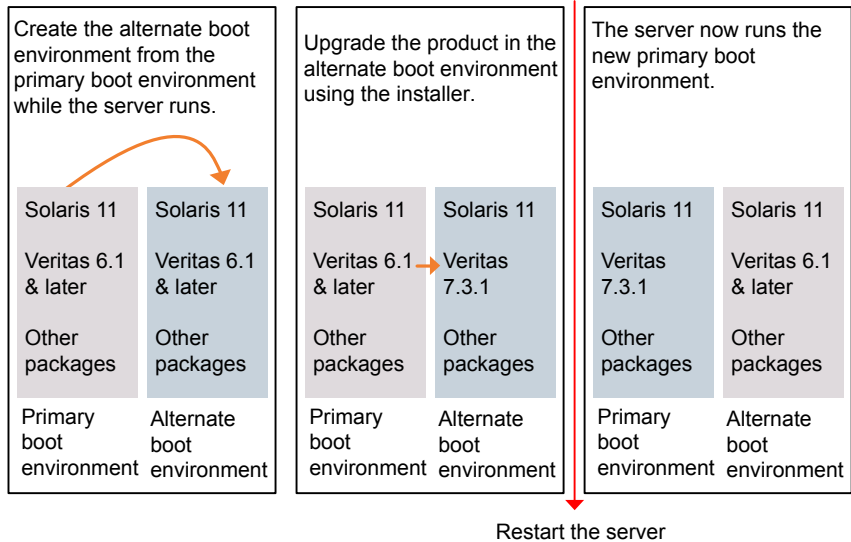 Create the alternate boot
environment from the
primary boot environment
while the server runs.
Solaris 11
Veritas 6.1
& later
Other
packages
Primary
boot
environment
Solaris 11
Veritas 6.1
& later
Other
packages
Alternate
boot
environment
Upgrade the product in the
alternate boot environment
using the installer.
Solaris 11
Veritas 6.1
& later
Other
packages
Primary
boot
environment
Solaris 11
Veritas
7.3.1
Other
packages
Alternate
boot
environment
The server now runs the
new primary boot
environment.
Solaris 11
Veritas
7.3.1
Other
packages
Primary
boot
environment
Solaris 11
Veritas 6.1
& later
Other
packages
Alternate
boot
environment
Restart the server